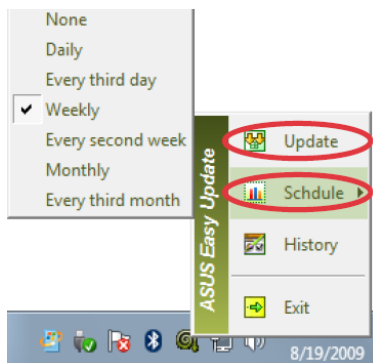 None
Daily
Every third day
Weekly
Every second week
Monthly
Every third month
ASUS Easy Update
Update
Schdule
History
Exit
8/19/2009